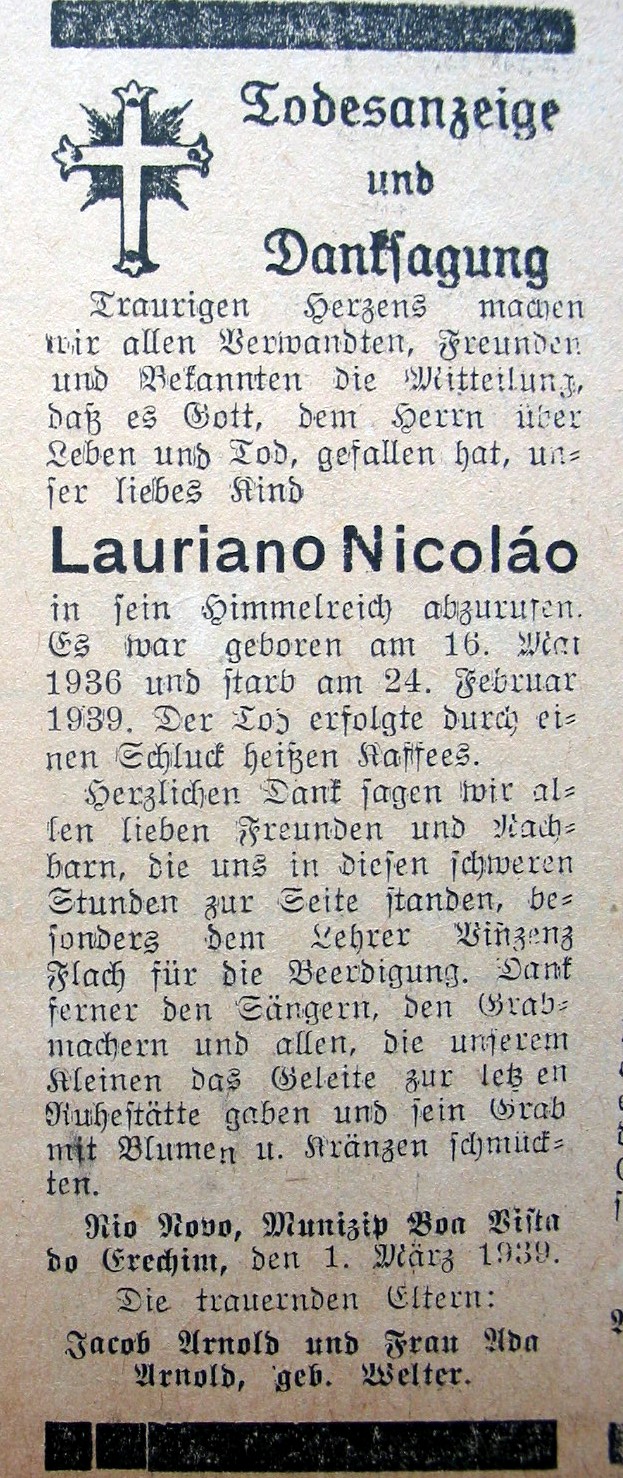 Todesanzeige
und
Danksagung
Traurigen Herzens machen
wir allen Verwandten, Freunden
und Bekannten die Mitteilung,
daß es Gott, dem Herrn über
Leben und Tod, gefallen hat, un-
ser liebes Kind
Lauriano Nicoláo
in sein Himmelreich abzurufen.
Es war geboren am 16. Mai
1936 und starb am 24. Februar
1939. Der Tod erfolgte durch ei-
nen Schluck heißen Kaffees.
Herzlichen Dank sagen wir al-
len lieben Freunden und Nach-
barn, die uns in diesen schweren
Stunden zur Seite standen, be-
sonders dem Lehrer Vinzenz
Flach für die Beerdigung. Dank
ferner den Sängern, den Grab-
machern und allen, die unserem
Kleinen das Geleite zur letzten
Ruhestätte gaben und sein Grab
mit Blumen u. Kränzen schmück-
ten.
Rio Novo, Munizip Boa Vista
do Erechim, den 1. März 1939.
Die trauernden Eltern:
Jacob Arnold und Frau Ada
Arnold, geb. Welter.